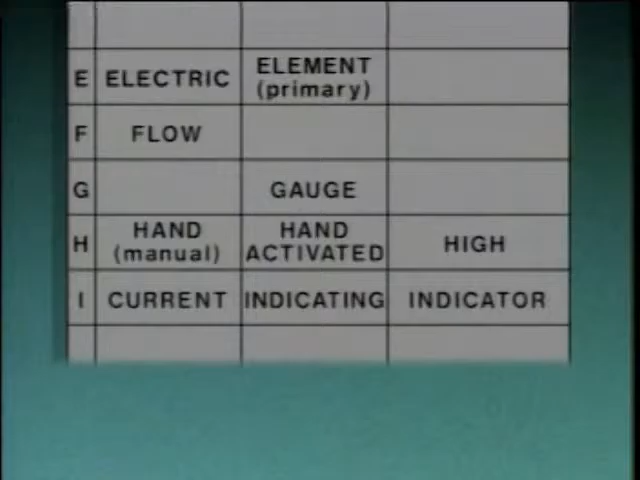 E ELECTRIC ELEMENT (primary)
F FLOW
G GAUGE
H HAND (manual) HAND ACTIVATED HIGH
I CURRENT INDICATING INDICATOR